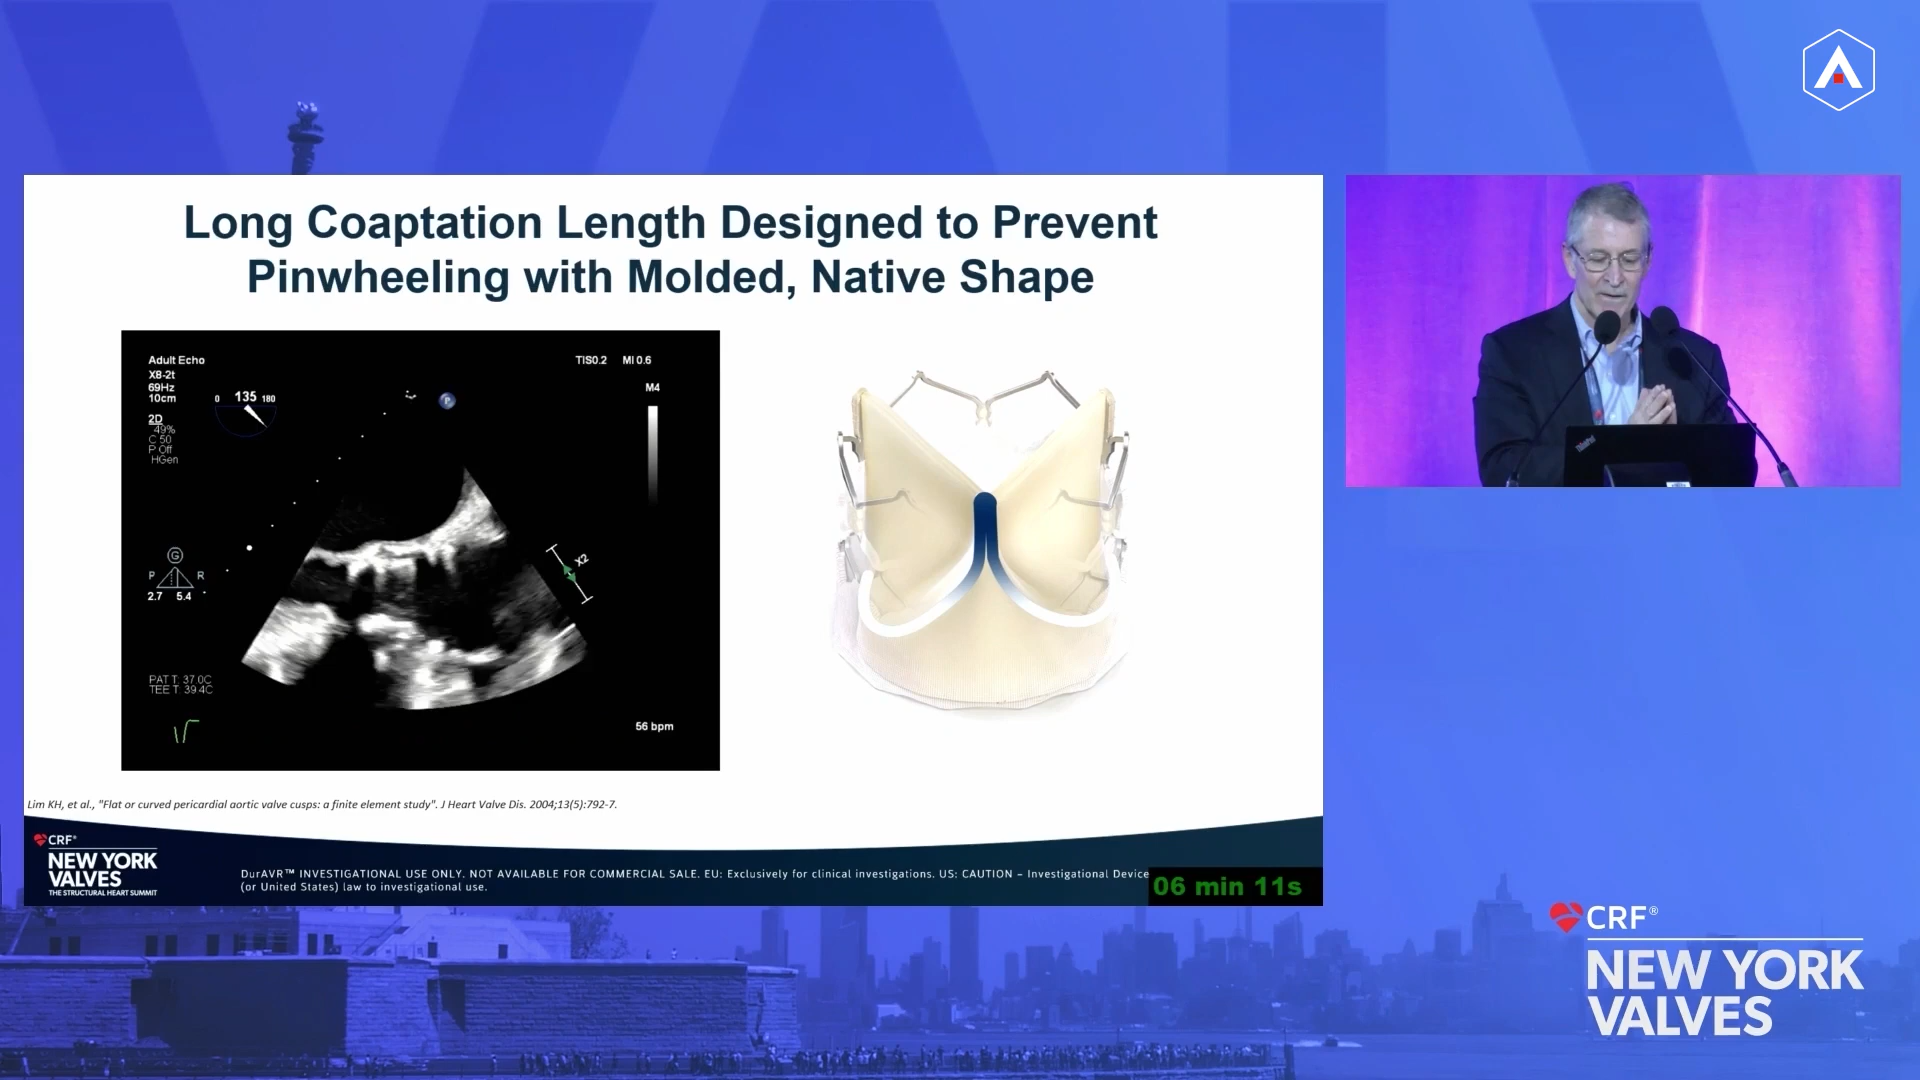 Long Coaptation Length Designed to Prevent
Pinwheeling with Molded, Native Shape
Adult Echo
X8-2t
69Hz
10cm
2D
49%
C 50
P Off
HGen
0 135 180
TIS0.2 MI 0.6
M4
P
X2
G
P R
2.7 5.4
PAT T: 37.0C
TEE T: 39.4C
56 bpm
Lim KH, et al., "Flat or curved pericardial aortic valve cusps: a finite element study". J Heart Valve Dis. 2004;13(5):792-7.
CRF®
NEW YORK
VALVES
THE STRUCTURAL HEART SUMMIT
DurAVR™ INVESTIGATIONAL USE ONLY. NOT AVAILABLE FOR COMMERCIAL SALE. EU: Exclusively for clinical investigations. US: CAUTION – Investigational Device
(or United States) law to investigational use.
06 min 11s
ThinkPad
CRF®
NEW YORK
VALVES